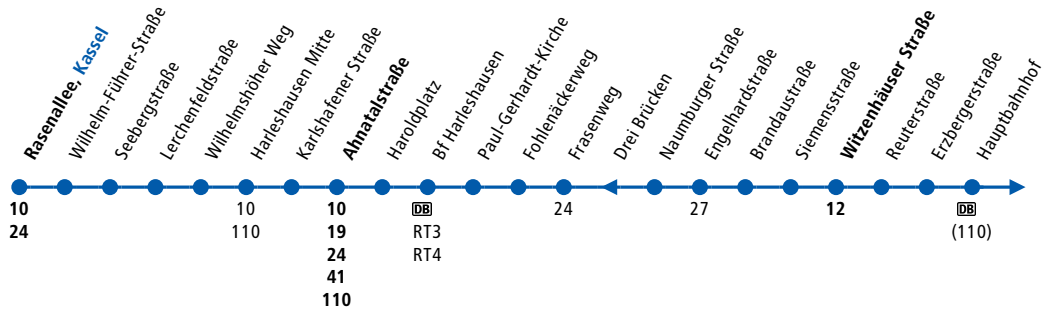 Rasenallee, Kassel
Wilhelm-Führer-Straße
Seebergstraße
Lerchenfeldstraße
Wilhelmshöher Weg
Harleshausen Mitte
Karlshafener Straße
Ahnatalstraße
Haroldplatz
Bf Harleshausen
Paul-Gerhardt-Kirche
Fohlenäckerweg
Frasenweg
Drei Brücken
Naumburger Straße
Engelhardstraße
Brandaustraße
Siemensstraße
Witzenhäuser Straße
Reuterstraße
Erzbergerstraße
Hauptbahnhof
10
24
10
110
10
19
24
41
110
DB
RT3
RT4
24
27
12
DB
(110)